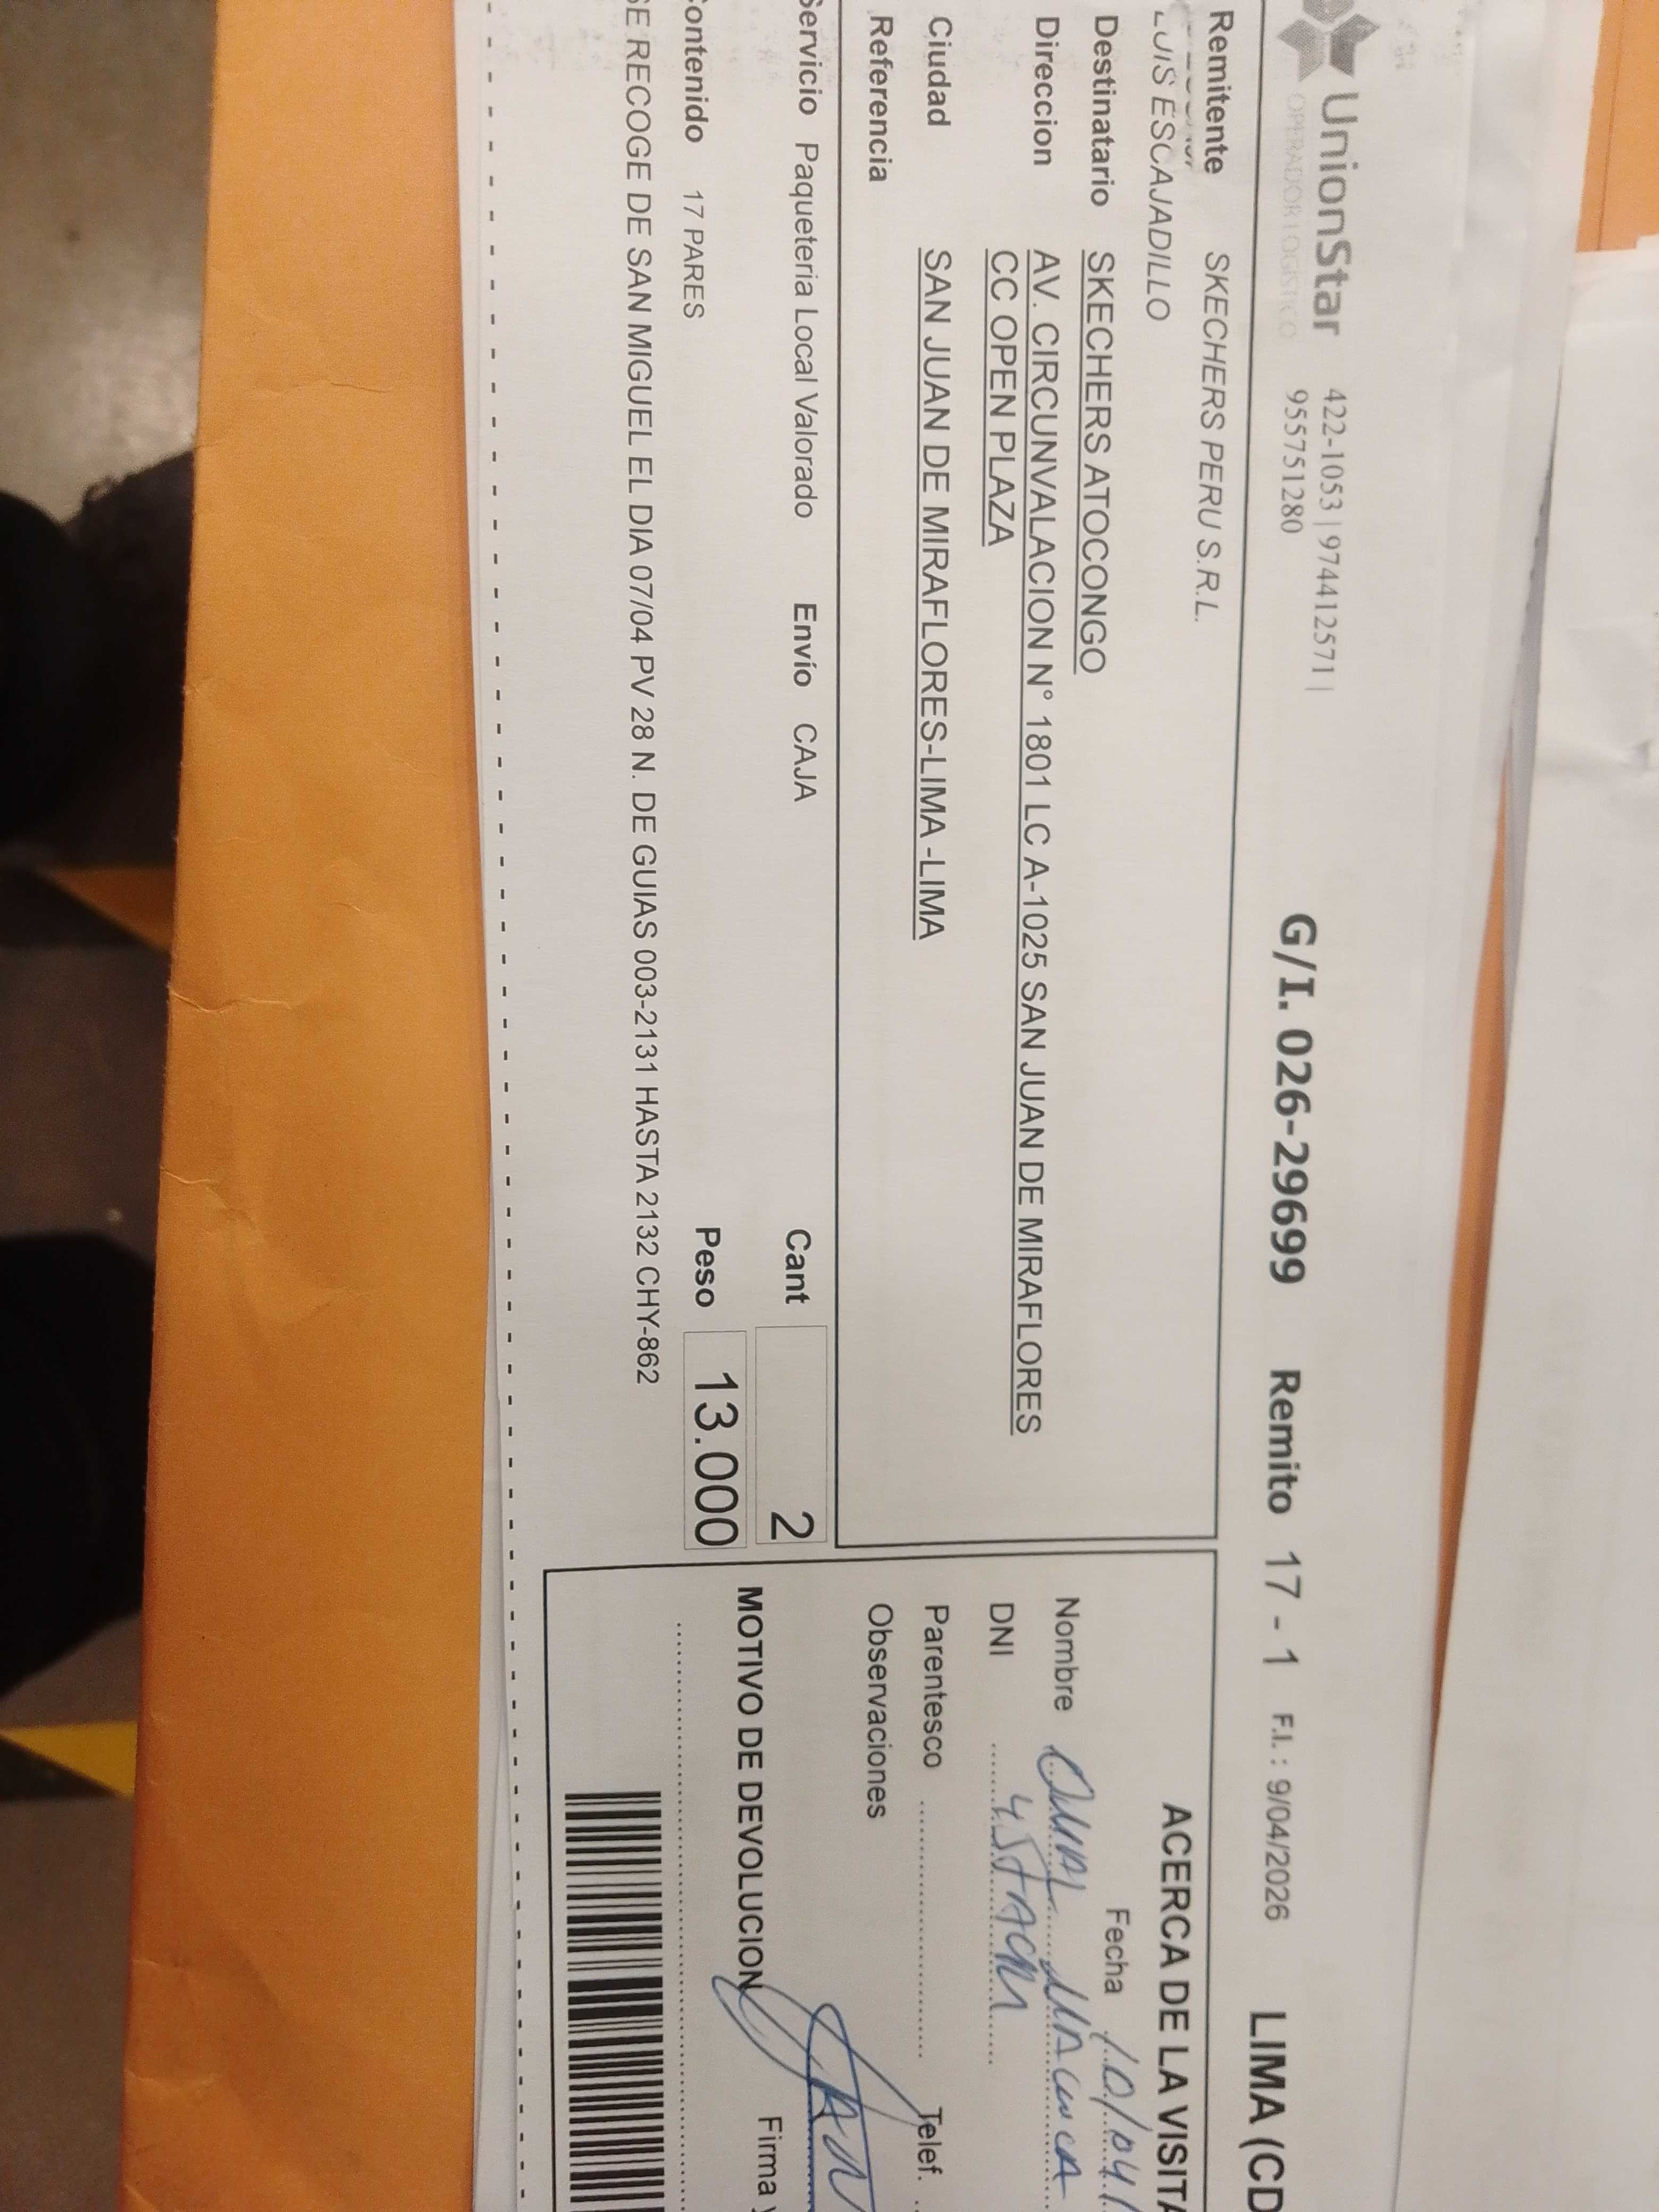 UnionStar
OPERADOR LOGISTICO
422-1053 | 974412571 |
955751280
G/I. 026-29699 Remito 17 - 1 F.I. : 9/04/2026 LIMA (CD
Remitente SKECHERS PERU S.R.L.
LUIS ESCAJADILLO
Destinatario SKECHERS ATOCONGO
Direccion AV. CIRCUNVALACION N° 1801 LC A-1025 SAN JUAN DE MIRAFLORES
CC OPEN PLAZA
Ciudad SAN JUAN DE MIRAFLORES-LIMA -LIMA
Referencia
Servicio Paqueteria Local Valorado Envío CAJA Cant 2
Contenido 17 PARES Peso 13.000
SE RECOGE DE SAN MIGUEL EL DIA 07/04 PV 28 N. DE GUIAS 003-2131 HASTA 2132 CHY-862
ACERCA DE LA VISITA
Fecha 10/04/
Nombre
DNI
Parentesco Telef.
Observaciones
MOTIVO DE DEVOLUCION Firma y